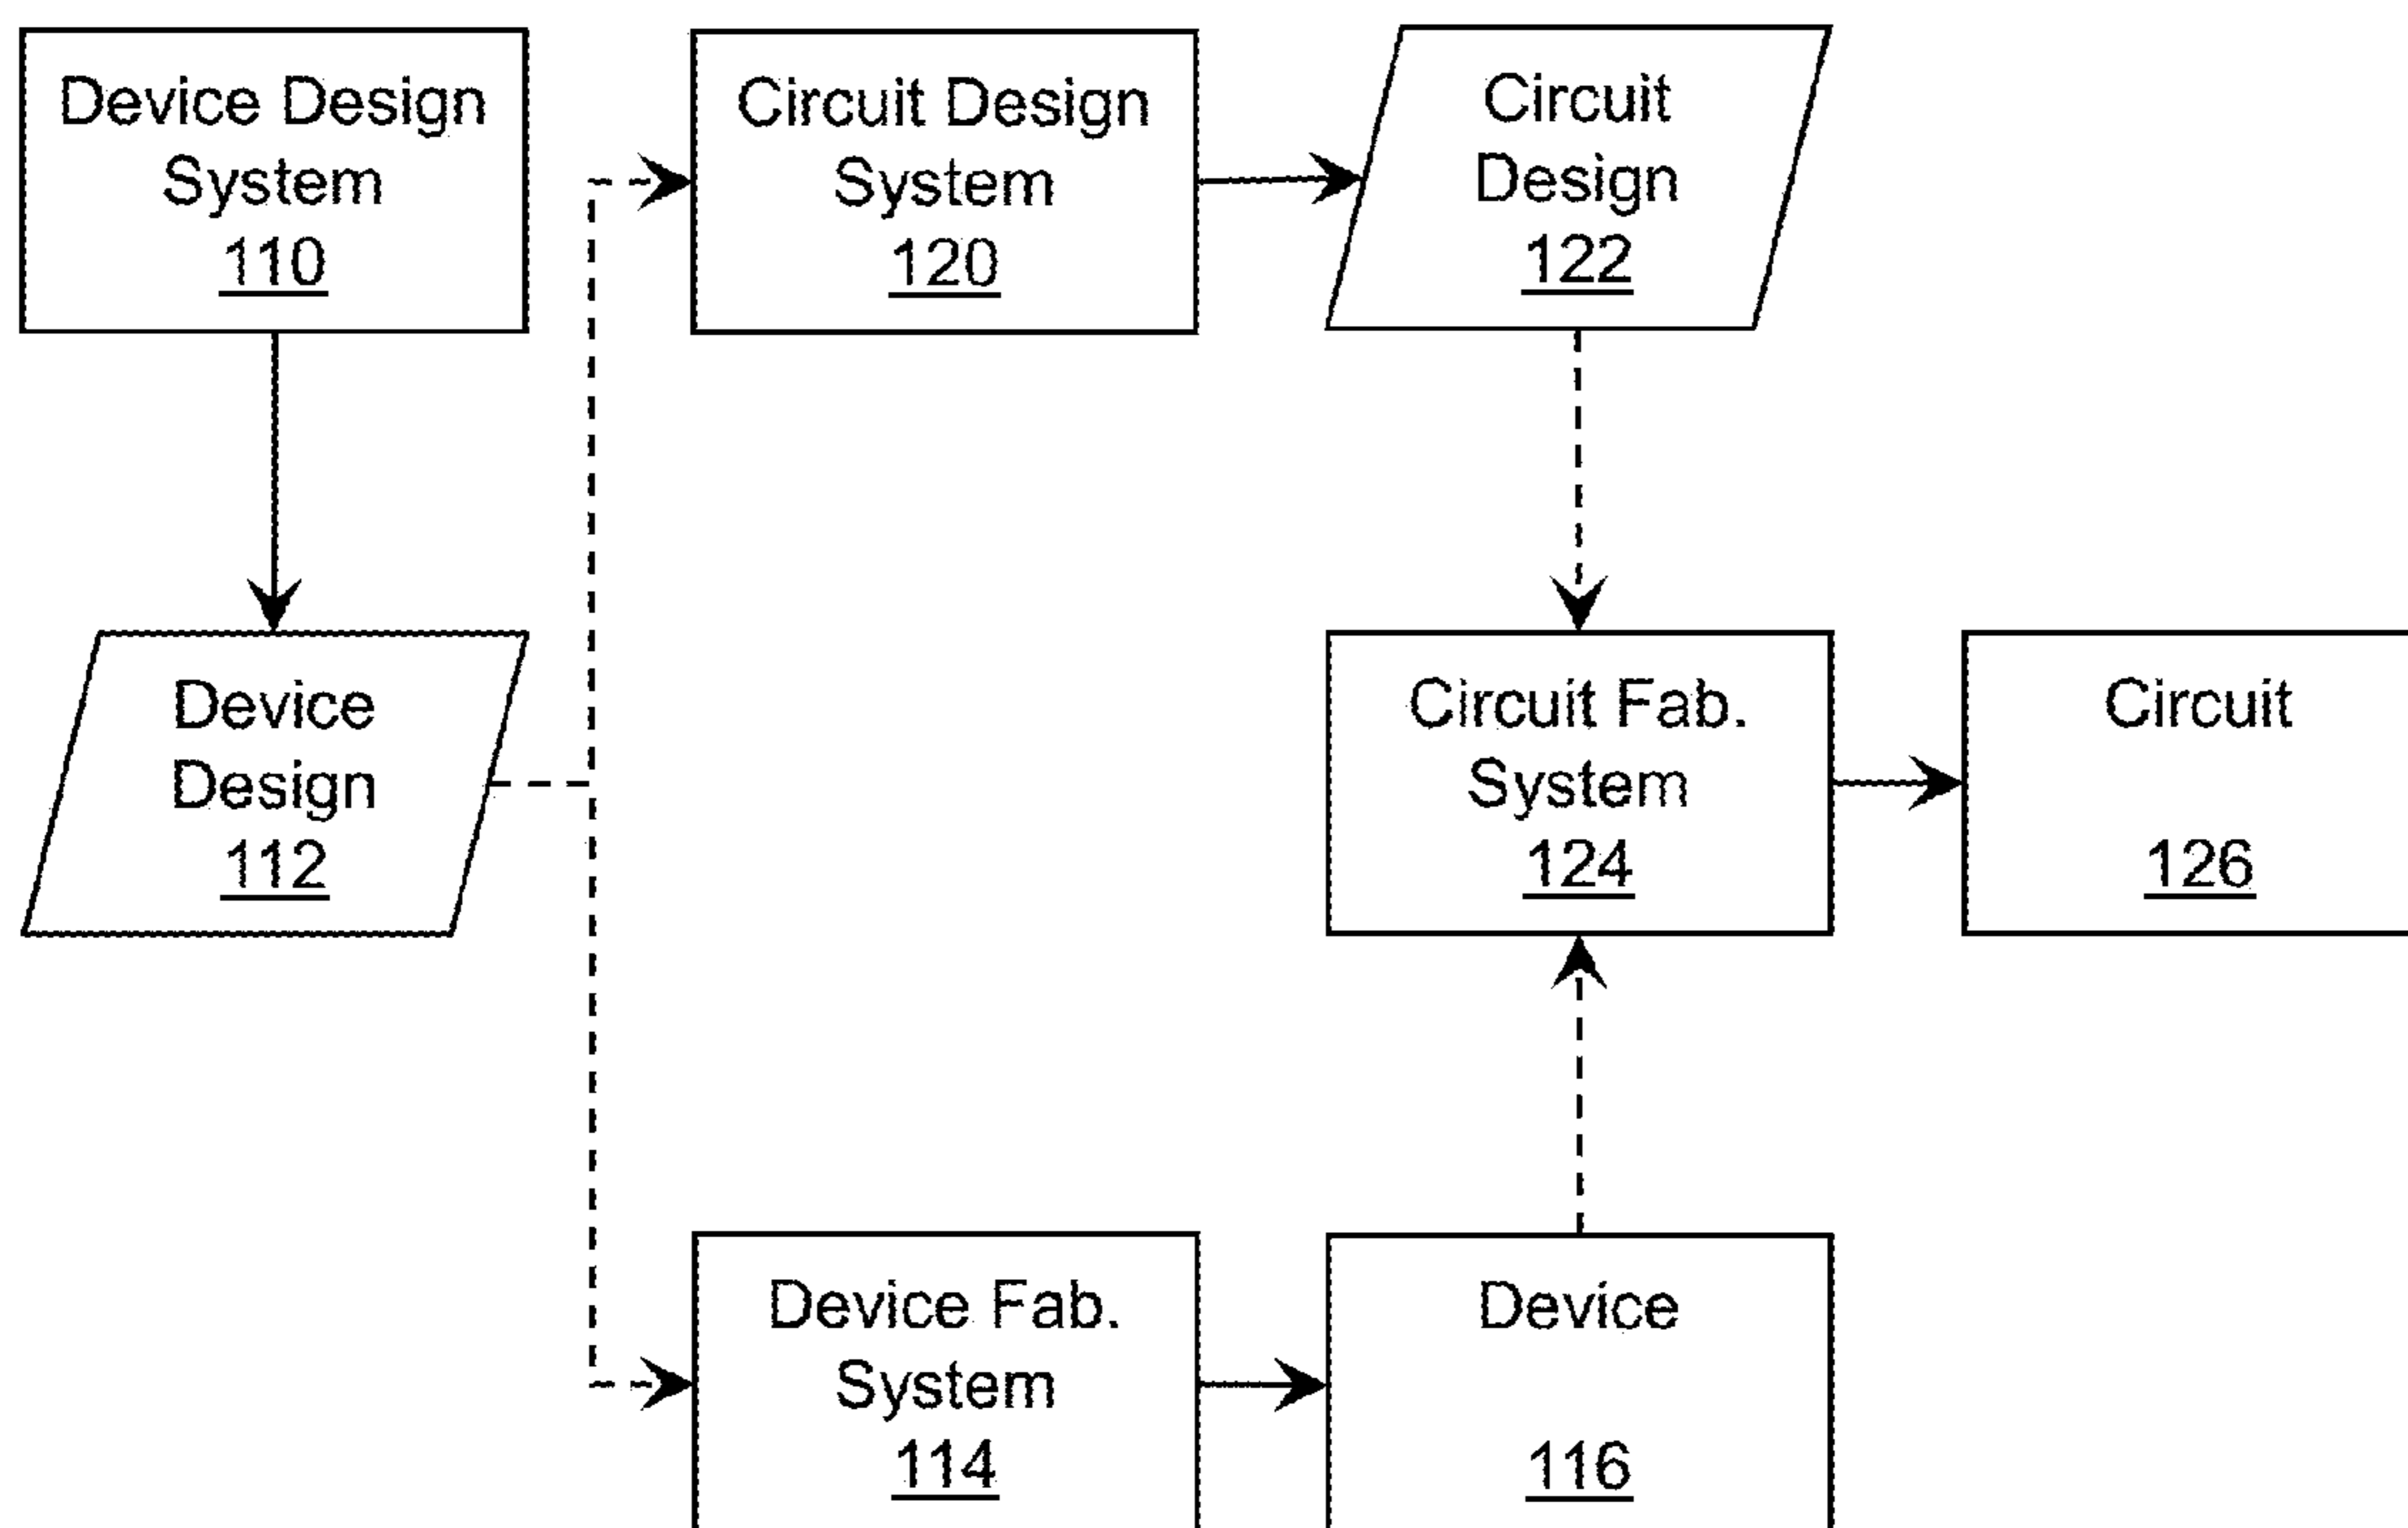 Device Design
System
110
Circuit Design
System
120
Circuit
Design
122
Device
Design
112
Circuit Fab.
System
124
Circuit
126
Device Fab.
System
114
Device
116